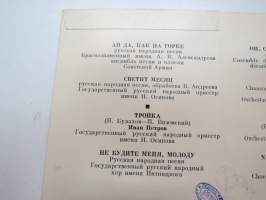 АЙ ДА, КАК НА ГОРКЕ
русская народная песня
Краснознаменный имени А. В. Александрова
ансамбль песни и пляски
Советской Армии
СВЕТИТ МЕСЯЦ
русская народная песня, обработка В. Андреева
Государственный русский народный оркестр
имени Н. Осипова
ТРОЙКА
(П. Булахов—П. Вяземский)
Иван Петров
Государственный русский народный оркестр
им. Н. Осипова
НЕ БУДИТЕ МЕНЯ, МОЛОДУ
Русская народная песня
Государственный русский народный
хор имени Пятницкого